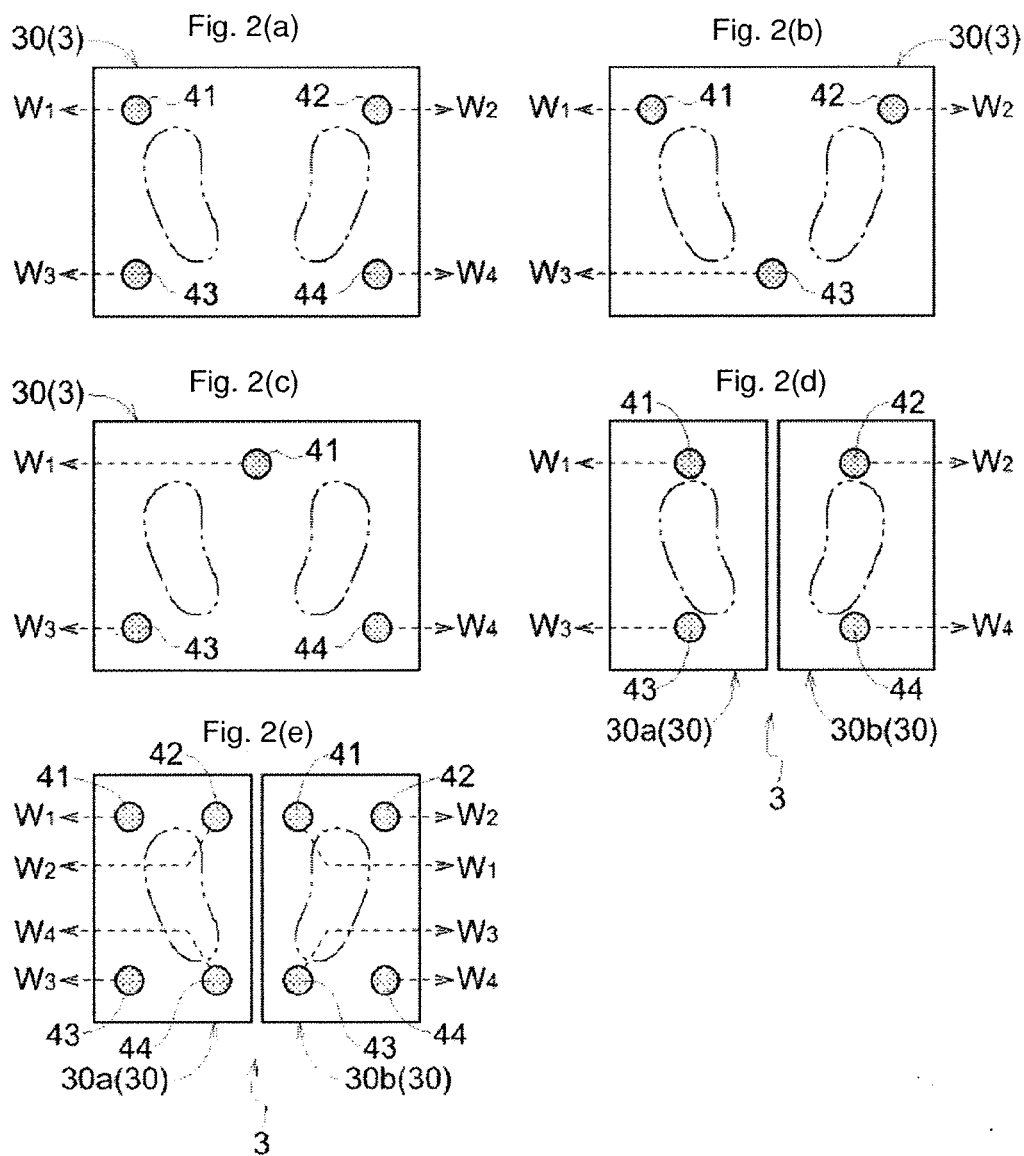 Fig. 2(a)
30(3)
41
42
W1
W2
W3
43
44
W4
Fig. 2(b)
30(3)
41
42
W1
W2
W3
43
Fig. 2(c)
30(3)
W1
41
W3
43
44
W4
Fig. 2(d)
41
42
W1
W2
W3
W4
43
44
30a(30)
30b(30)
3
Fig. 2(e)
41
42
41
42
W1
W2
W2
W1
W4
W3
W3
W4
43
44
43
44
30a(30)
30b(30)
3